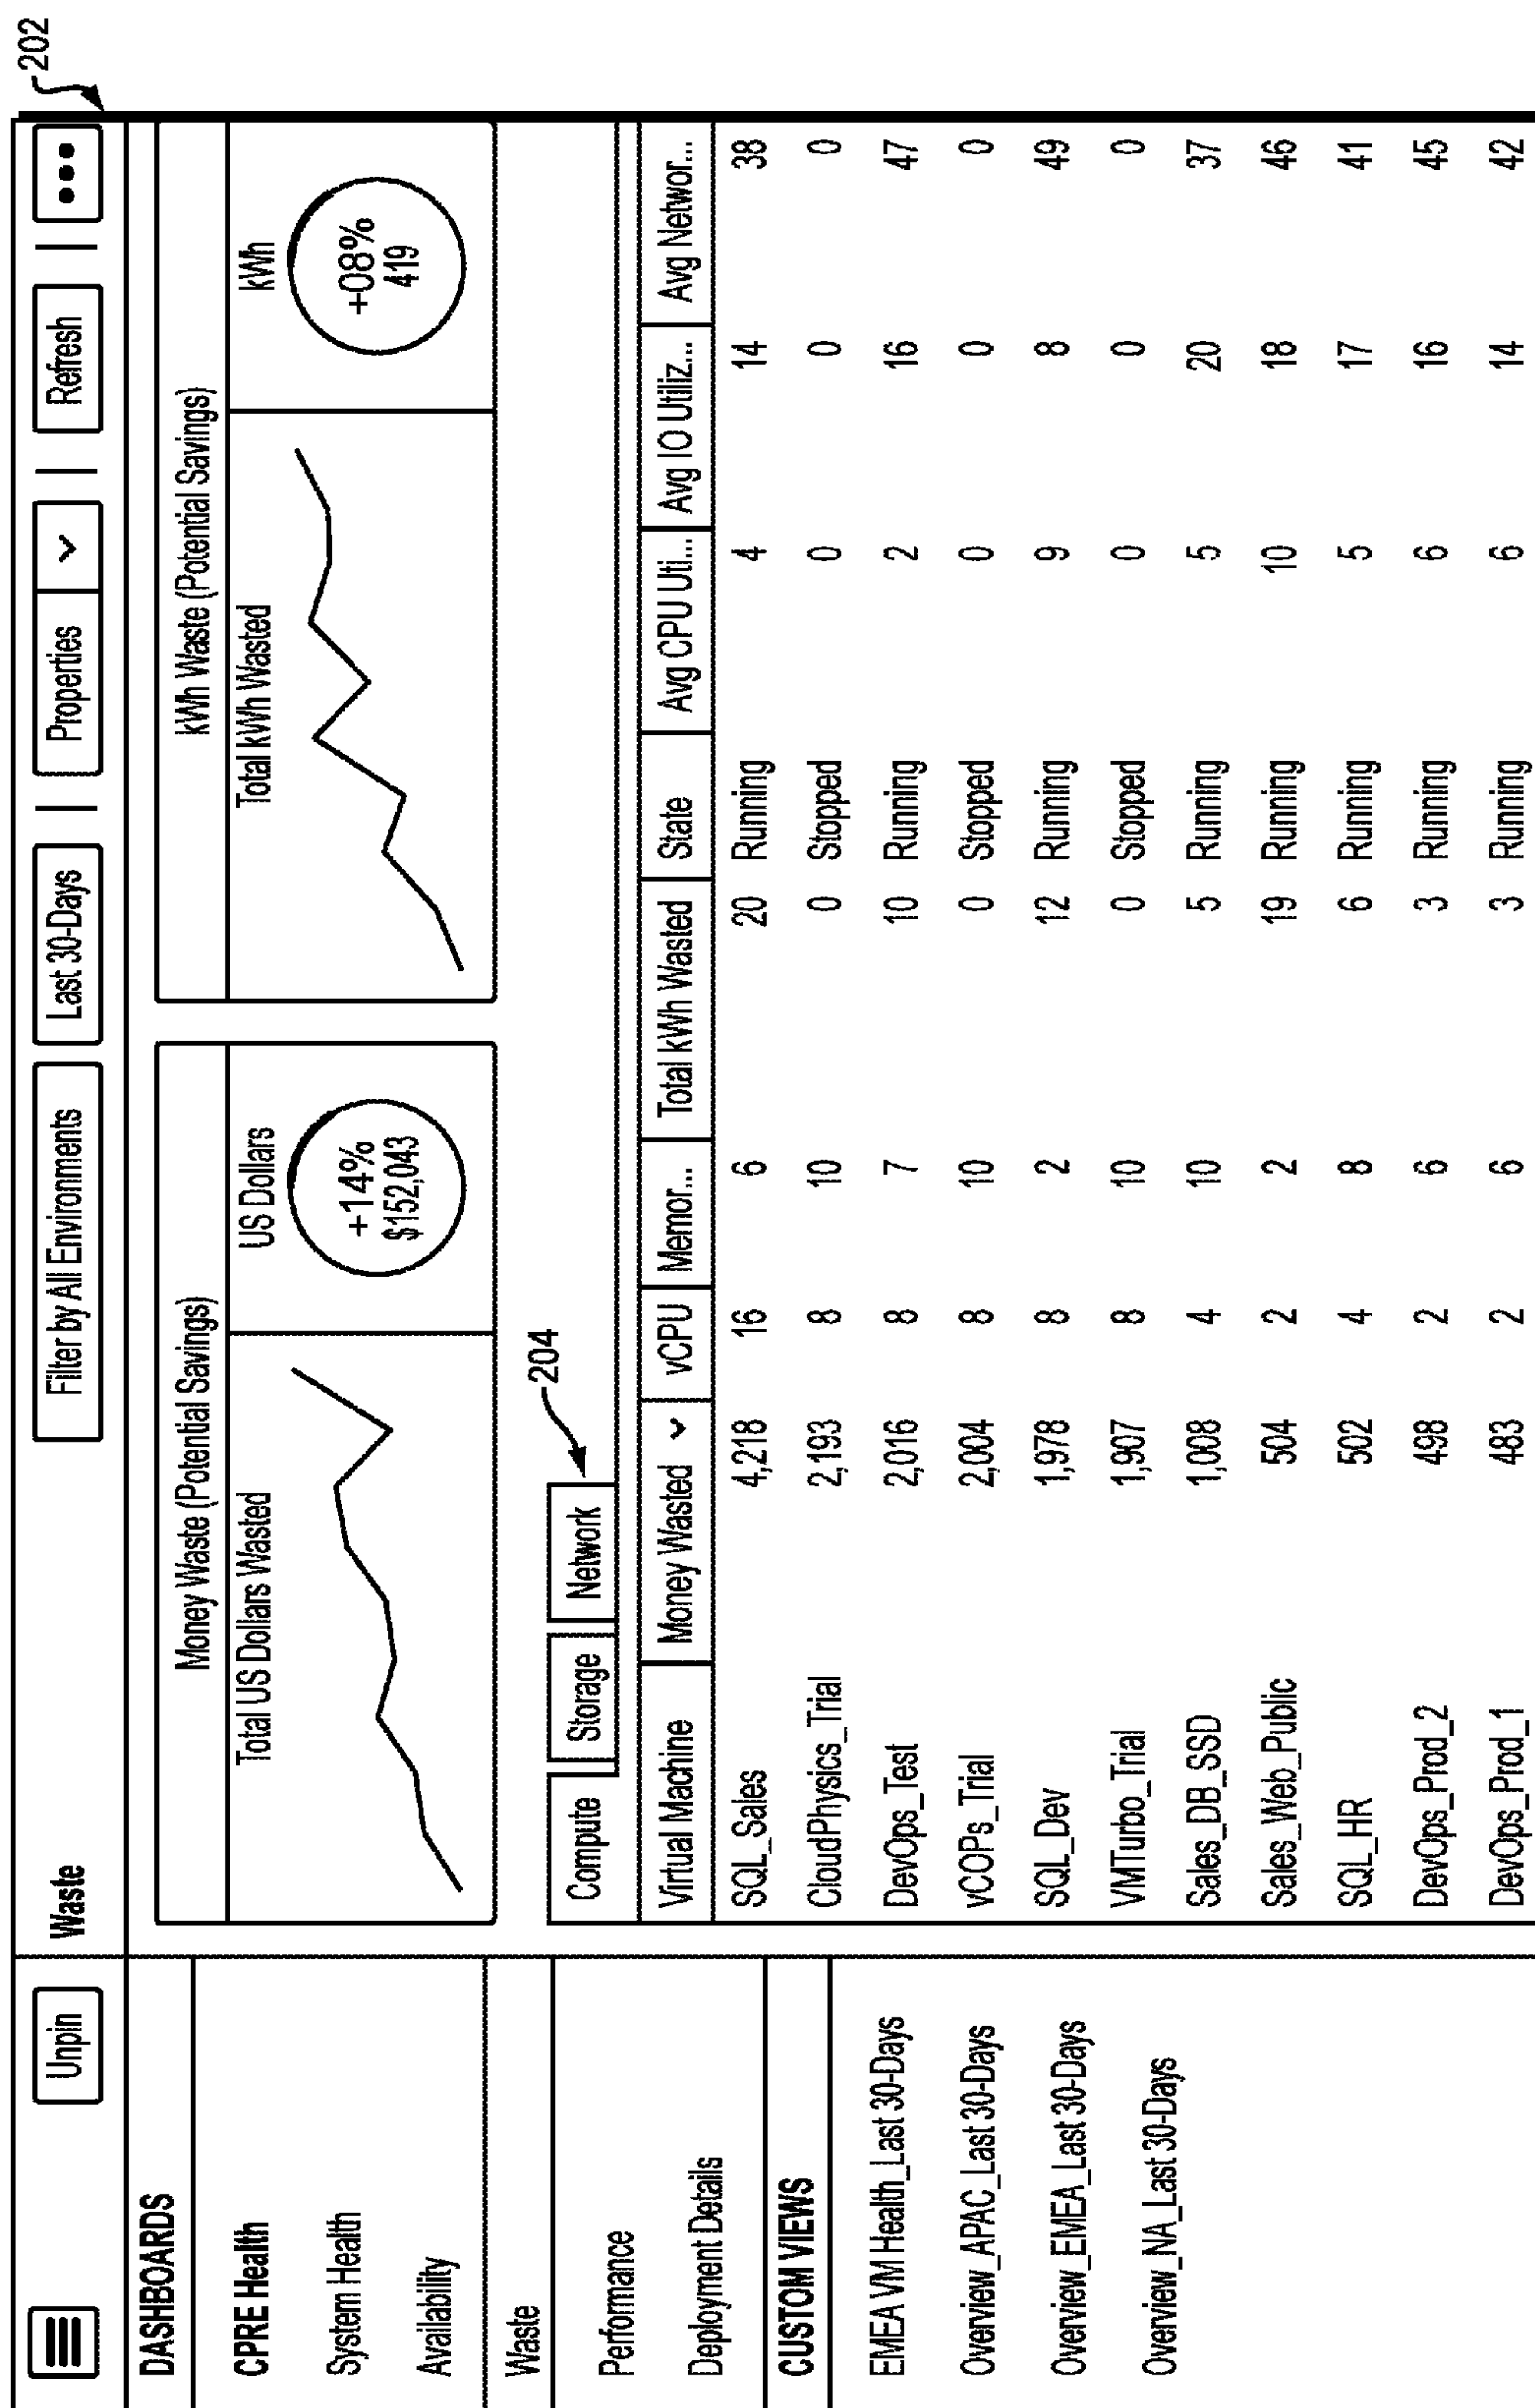 202
Unpin
Waste
Filter by All Environments
Last 30-Days
Properties
Refresh
DASHBOARDS
CPRE Health
System Health
Availability
Waste
Performance
Deployment Details
CUSTOM VIEWS
EMEA VM Health_Last 30-Days
Overview_APAC_Last 30-Days
Overview_EMEA_Last 30-Days
Overview_NA_Last 30-Days
Money Waste (Potential Savings)
Total US Dollars Wasted
US Dollars
+14%
$152,043
kWh Waste (Potential Savings)
Total kWh Wasted
kWh
+08%
419
204
Compute Storage Network
Virtual Machine Money Wasted vCPU Memor... Total kWh Wasted State Avg CPU Uti... Avg IO Utiliz... Avg Networ...
SQL_Sales 4,218 16 6 20 Running 4 14 38
CloudPhysics_Trial 2,193 8 10 0 Stopped 0 0 0
DevOps_Test 2,016 8 7 10 Running 2 16 47
vCOPs_Trial 2,004 8 10 0 Stopped 0 0 0
SQL_Dev 1,978 8 2 12 Running 9 8 49
VMTurbo_Trial 1,907 8 10 0 Stopped 0 0 0
Sales_DB_SSD 1,008 4 10 5 Running 5 20 37
Sales_Web_Public 504 2 2 19 Running 10 18 46
SQL_HR 502 4 8 6 Running 5 17 41
DevOps_Prod_2 498 2 6 3 Running 6 16 45
DevOps_Prod_1 483 2 6 3 Running 6 14 42